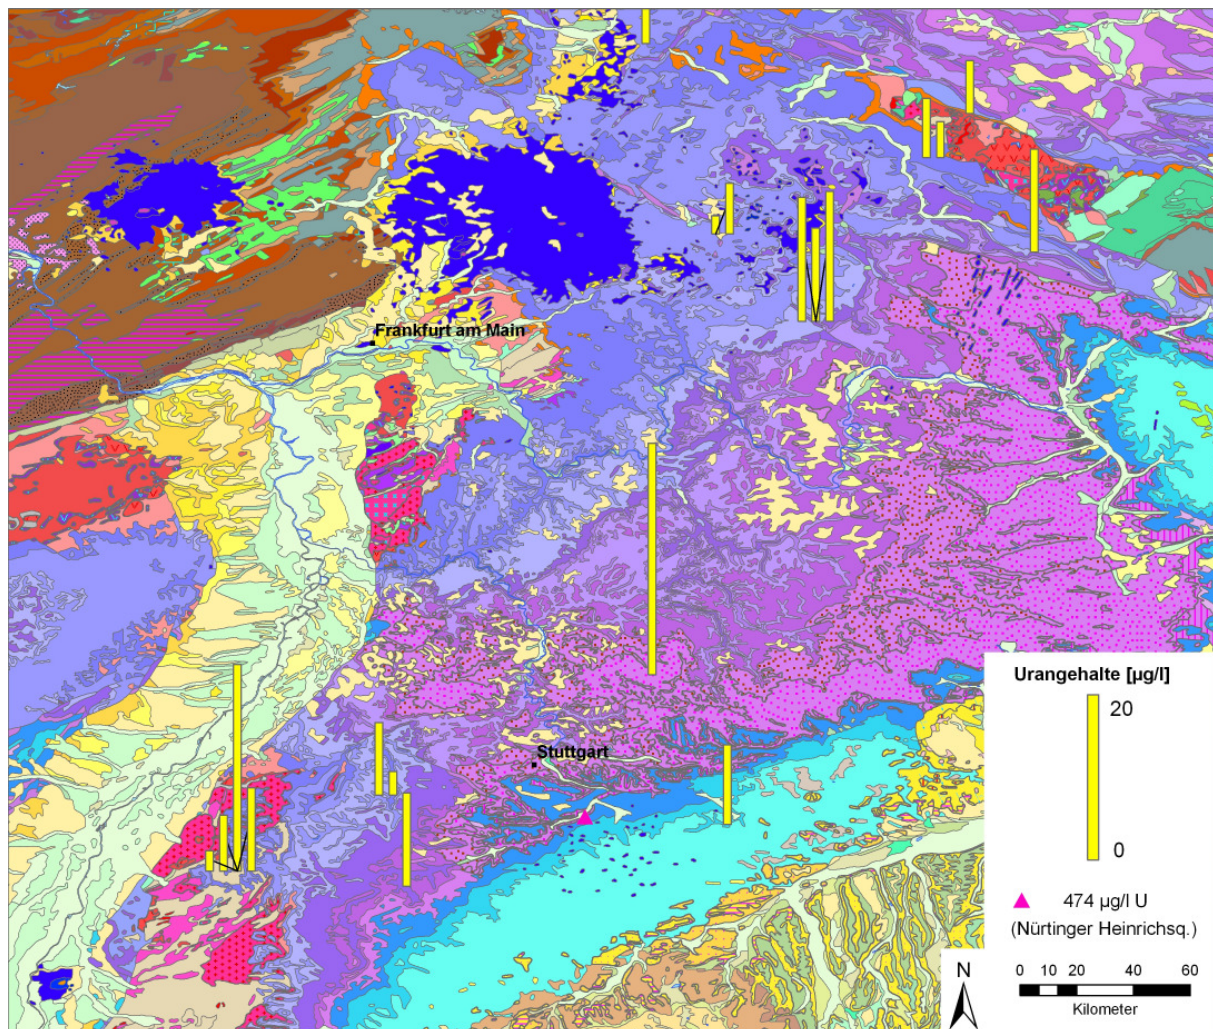 Frankfurt am Main
Stuttgart
Urangehalte [µg/l]
20
0
474 µg/l U
(Nürtinger Heinrichsq.)
N
0 10 20 40 60
Kilometer